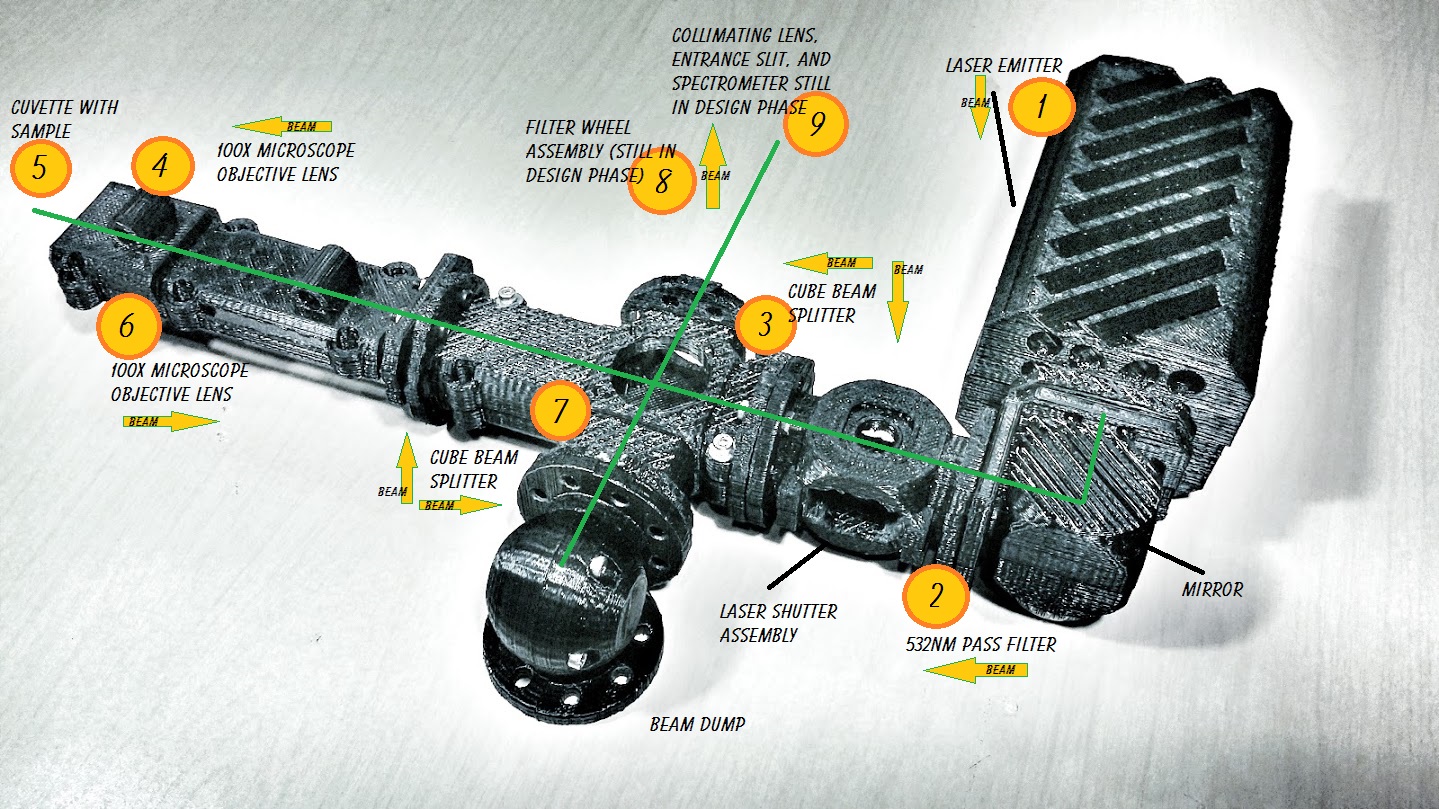 COLLIMATING LENS,
ENTRANCE SLIT, AND
SPECTROMETER STILL
IN DESIGN PHASE
9
BEAM
LASER EMITTER
BEAM
1
CUVETTE WITH
SAMPLE
5
4
BEAM
100X MICROSCOPE
OBJECTIVE LENS
FILTER WHEEL
ASSEMBLY (STILL IN
DESIGN PHASE)
8
BEAM
BEAM
CUBE BEAM
SPLITTER
3
6
100X MICROSCOPE
OBJECTIVE LENS
BEAM
7
CUBE BEAM
SPLITTER
BEAM
BEAM
LASER SHUTTER
ASSEMBLY
2
532NM PASS FILTER
BEAM
MIRROR
BEAM DUMP